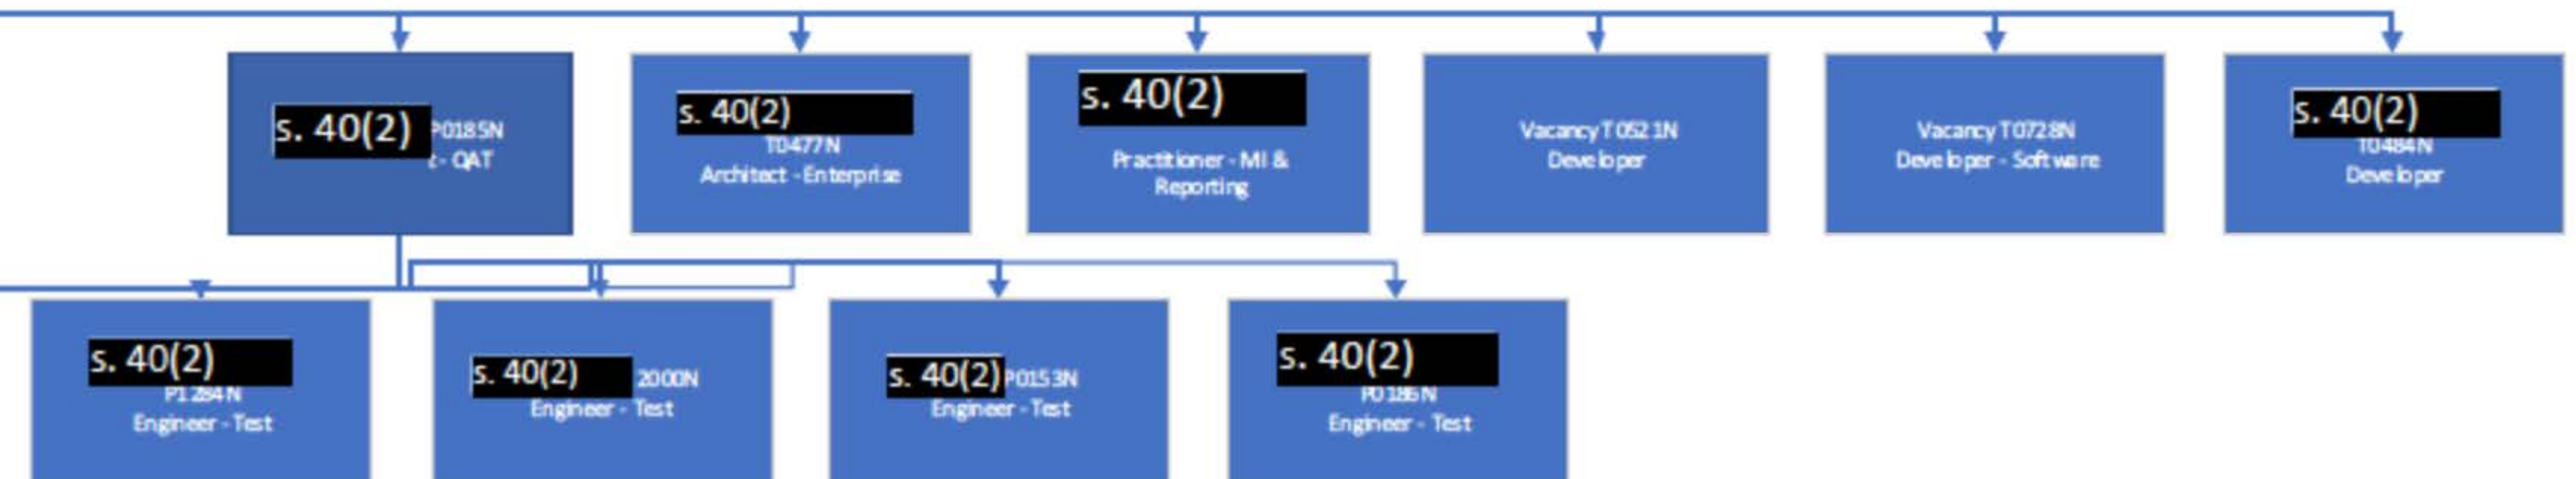 s. 40(2) P0185N
- QAT
s. 40(2)
T0477N
Architect - Enterprise
s. 40(2)
Practitioner - MI &
Reporting
Vacancy T0521N
Developer
Vacancy T0728N
Developer - Software
s. 40(2)
T0484N
Developer
s. 40(2)
P1284N
Engineer - Test
s. 40(2) 2000N
Engineer - Test
s. 40(2) P0153N
Engineer - Test
s. 40(2)
P0186N
Engineer - Test